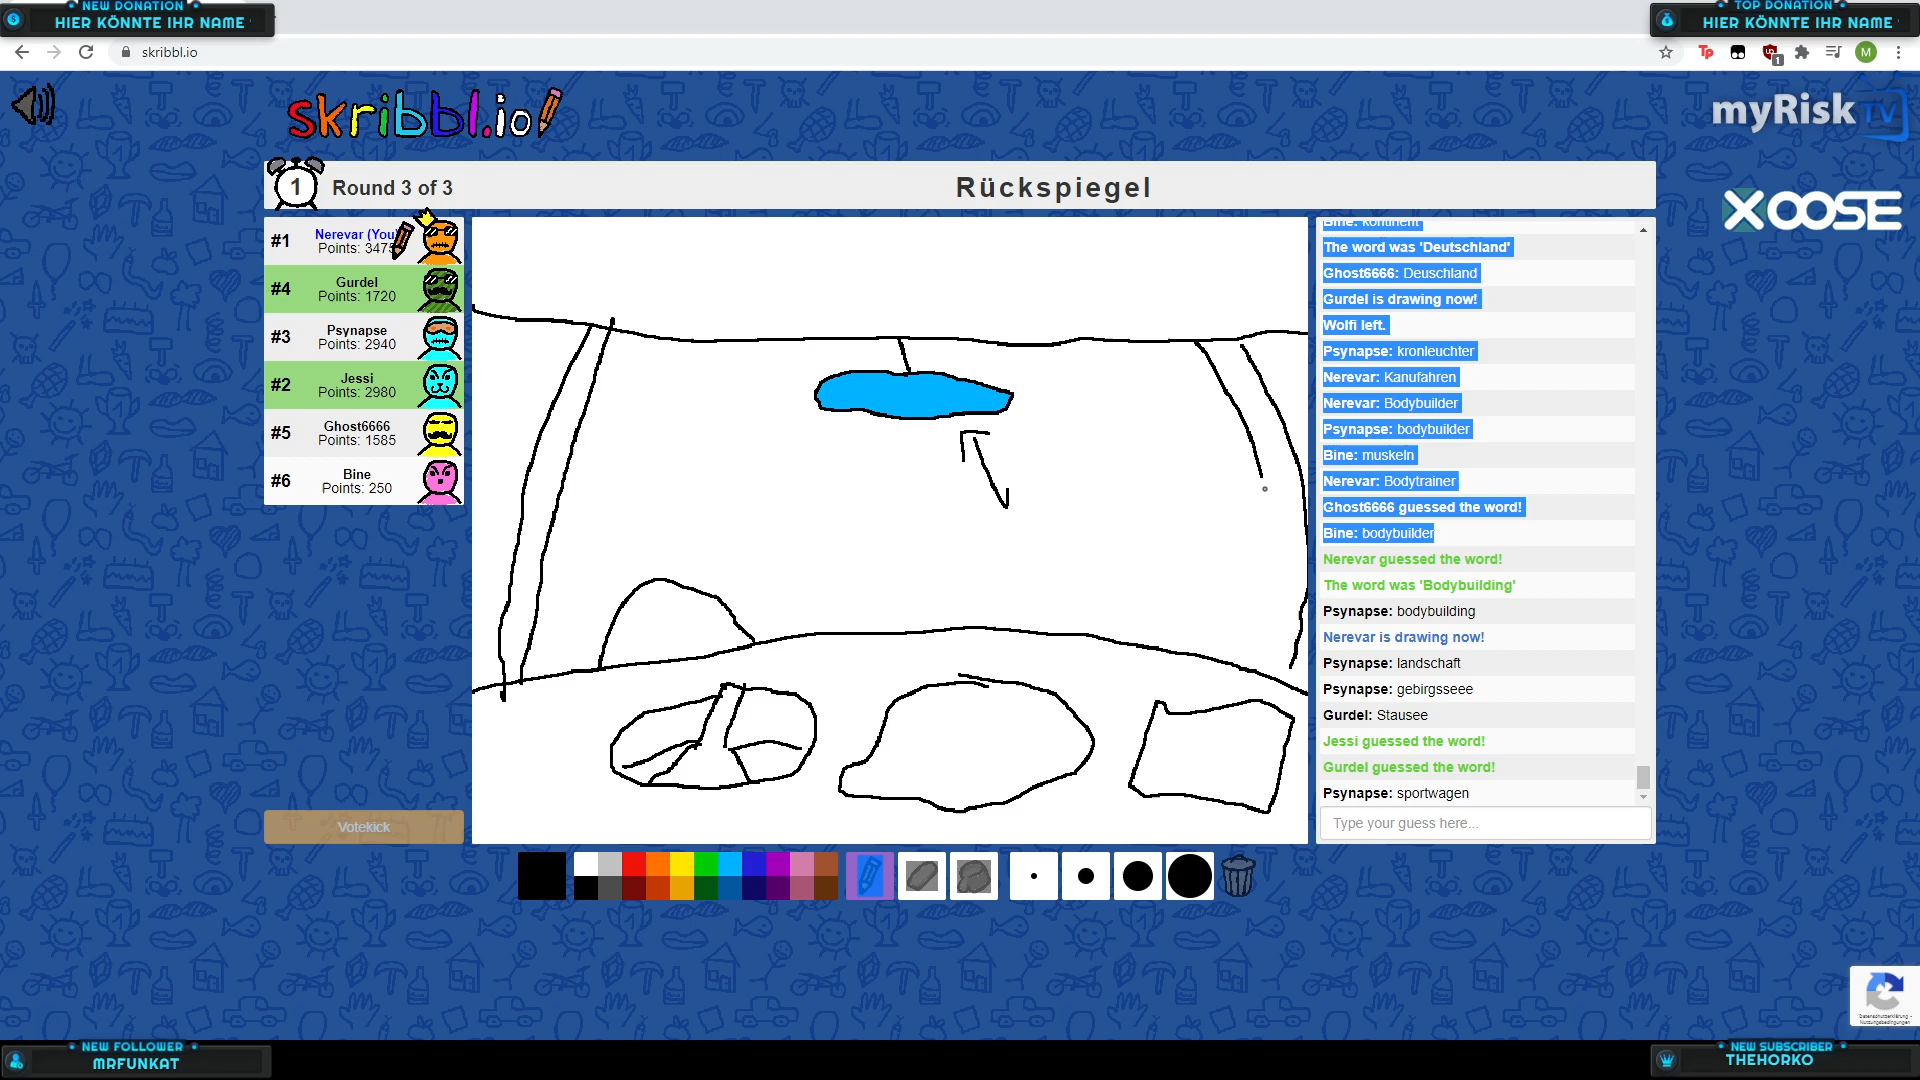 NEW DONATION
HIER KÖNNTE IHR NAME
TOP DONATION
HIER KÖNNTE IHR NAME
skribbl.io
Tp
1
M
skribbl.io
myRisk TV
XOOSE
1
Round 3 of 3
Rückspiegel
#1
Nerevar (You)
Points: 3475
#4
Gurdel
Points: 1720
#3
Psynapse
Points: 2940
#2
Jessi
Points: 2980
#5
Ghost6666
Points: 1585
#6
Bine
Points: 250
Votekick
Bine: kontinent
The word was 'Deutschland'
Ghost6666: Deuschland
Gurdel is drawing now!
Wolfi left.
Psynapse: kronleuchter
Nerevar: Kanufahren
Nerevar: Bodybuilder
Psynapse: bodybuilder
Bine: muskeln
Nerevar: Bodytrainer
Ghost6666 guessed the word!
Bine: bodybuilder
Nerevar guessed the word!
The word was 'Bodybuilding'
Psynapse: bodybuilding
Nerevar is drawing now!
Psynapse: landschaft
Psynapse: gebirgsseee
Gurdel: Stausee
Jessi guessed the word!
Gurdel guessed the word!
Psynapse: sportwagen
Type your guess here...
Datenschutzerklärung -
Nutzungsbedingungen
NEW FOLLOWER
MRFUNKAT
NEW SUBSCRIBER
THEHORKO